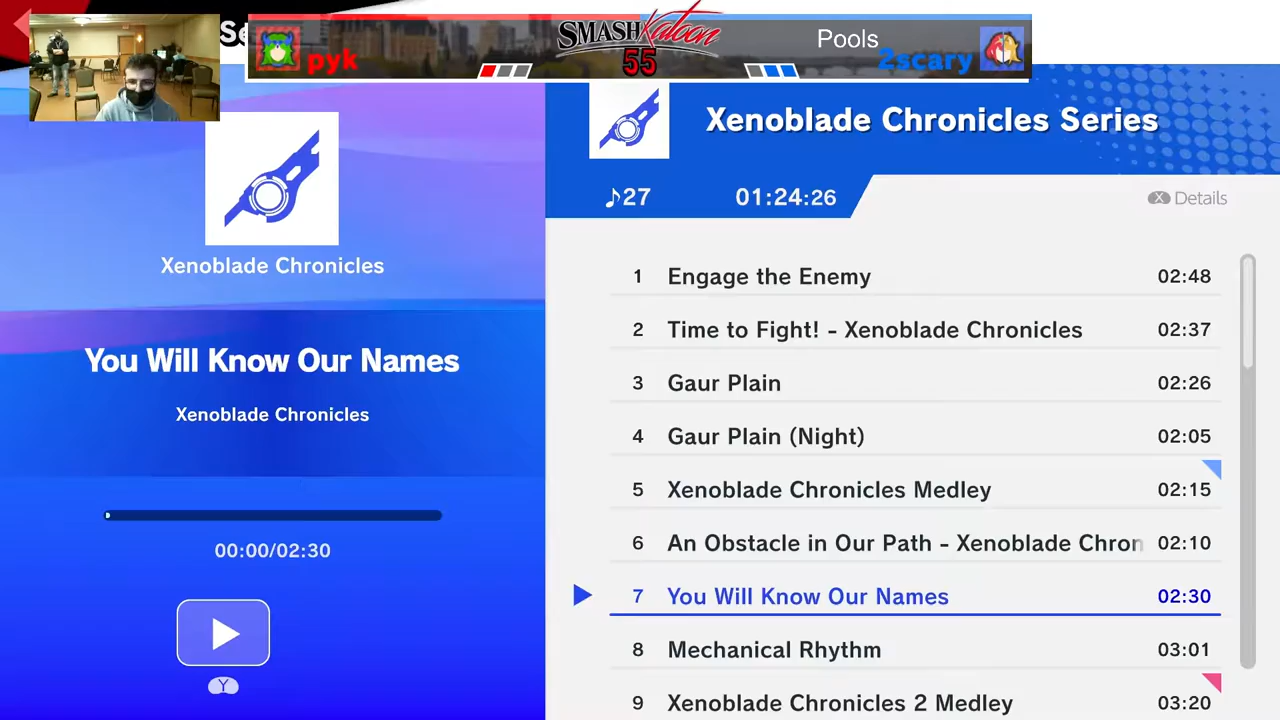 Se
pyk
SMASHKatoon
55
Pools
2scary
Xenoblade Chronicles
You Will Know Our Names
Xenoblade Chronicles
00:00/02:30
Y
Xenoblade Chronicles Series
♪27 01:24:26
X Details
1 Engage the Enemy 02:48
2 Time to Fight! - Xenoblade Chronicles 02:37
3 Gaur Plain 02:26
4 Gaur Plain (Night) 02:05
5 Xenoblade Chronicles Medley 02:15
6 An Obstacle in Our Path - Xenoblade Chron 02:10
7 You Will Know Our Names 02:30
8 Mechanical Rhythm 03:01
9 Xenoblade Chronicles 2 Medley 03:20